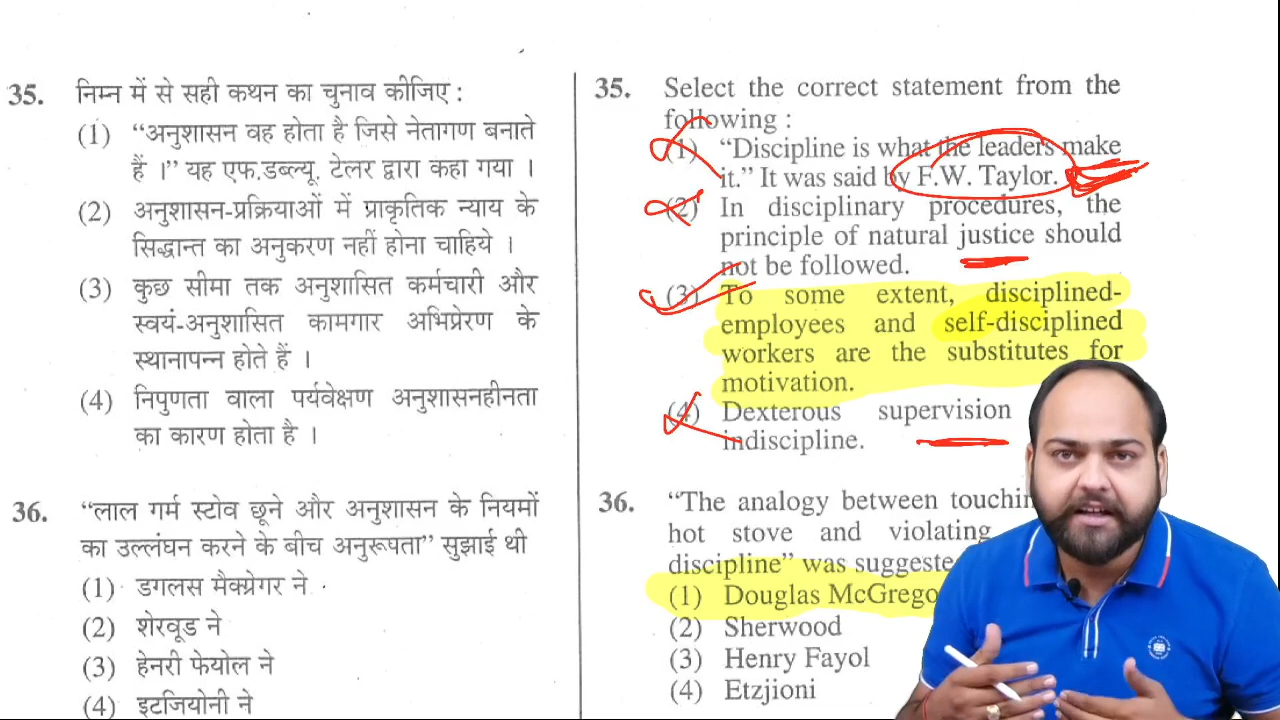 35. निम्न में से सही कथन का चुनाव कीजिए :
(1) “अनुशासन वह होता है जिसे नेतागण बनाते
हैं ।” यह एफ.डब्ल्यू. टेलर द्वारा कहा गया ।
(2) अनुशासन-प्रक्रियाओं में प्राकृतिक न्याय के
सिद्धान्त का अनुकरण नहीं होना चाहिये ।
(3) कुछ सीमा तक अनुशासित कर्मचारी और
स्वयं-अनुशासित कामगार अभिप्रेरण के
स्थानापन्न होते हैं ।
(4) निपुणता वाला पर्यवेक्षण अनुशासनहीनता
का कारण होता है ।
36. “लाल गर्म स्टोव छूने और अनुशासन के नियमों
का उल्लंघन करने के बीच अनुरूपता” सुझाई थी
(1) डगलस मैक्ग्रेगर ने
(2) शेरवूड ने
(3) हेनरी फेयोल ने
(4) इटजियोनी ने
35. Select the correct statement from the
following :
(1) “Discipline is what the leaders make
it.” It was said by F.W. Taylor.
(2) In disciplinary procedures, the
principle of natural justice should
not be followed.
(3) To some extent, disciplined-
employees and self-disciplined
workers are the substitutes for
motivation.
(4) Dexterous supervision
indiscipline.
36. “The analogy between
hot stove and violating
discipline” was
(1) Douglas
(2) Sherwood
(3) Henry Fayol
(4) Etzjioni